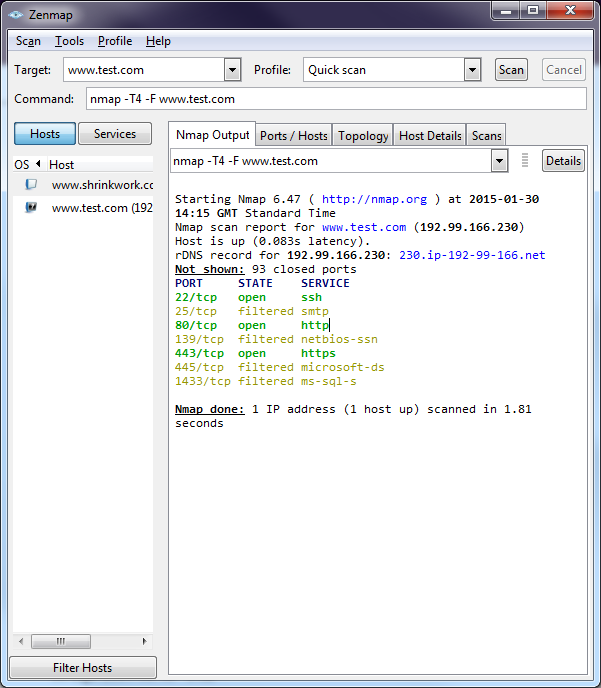 Zenmap
Scan Tools Profile Help
Target: www.test.com Profile: Quick scan Scan Cancel
Command: nmap -T4 -F www.test.com
Hosts Services
OS Host
www.shrinkwork.cc
www.test.com (192
Filter Hosts
Nmap Output Ports / Hosts Topology Host Details Scans
nmap -T4 -F www.test.com Details
Starting Nmap 6.47 ( http://nmap.org ) at 2015-01-30
14:15 GMT Standard Time
Nmap scan report for www.test.com (192.99.166.230)
Host is up (0.083s latency).
rDNS record for 192.99.166.230: 230.ip-192-99-166.net
Not shown: 93 closed ports
PORT STATE SERVICE
22/tcp open ssh
25/tcp filtered smtp
80/tcp open http
139/tcp filtered netbios-ssn
443/tcp open https
445/tcp filtered microsoft-ds
1433/tcp filtered ms-sql-s
Nmap done: 1 IP address (1 host up) scanned in 1.81
seconds